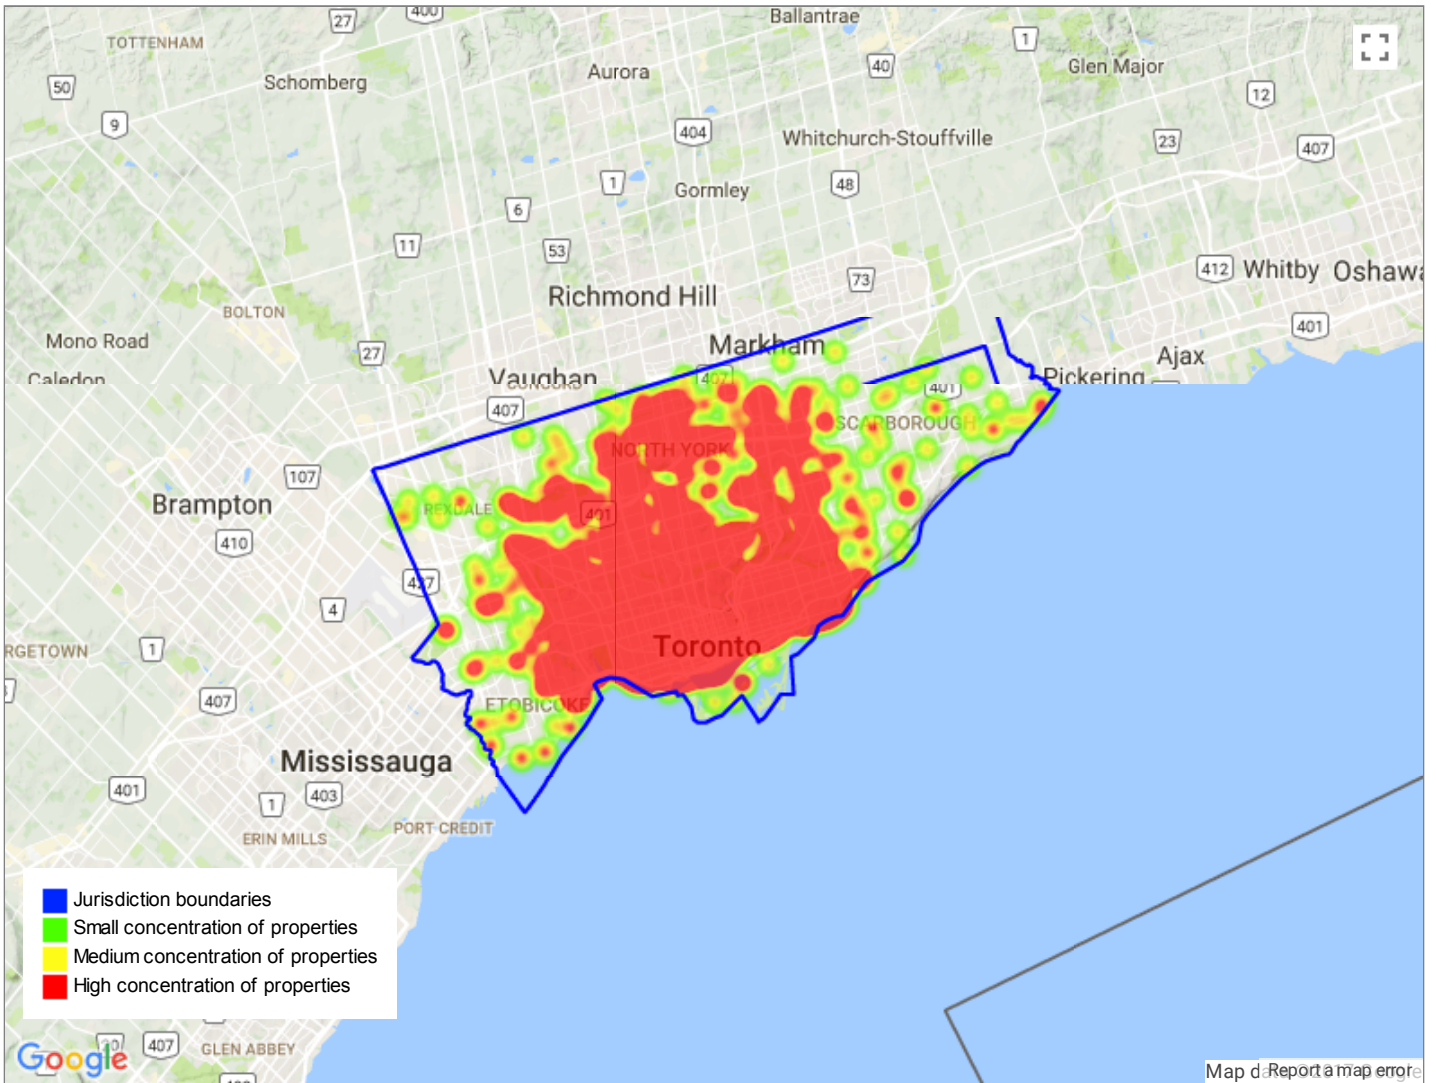 400
Ballantrae
27
TOTTENHAM
1
Aurora
40
Glen Major
50
Schomberg
12
9
404
Whitchurch-Stouffville
23
407
1
Gormley
48
6
11
53
412
Whitby
Oshawa
73
Richmond Hill
BOLTON
401
Mono Road
Markham
27
Ajax
Caledon
Vaughan
407
Pickering
CONCORD
401
407
SCARBOROUGH
NORTH YORK
107
Brampton
REXDALE
401
410
427
4
Toronto
RGETOWN
1
407
ETOBICOKE
Mississauga
401
403
1
PORT CREDIT
ERIN MILLS
Jurisdiction boundaries
Small concentration of properties
Medium concentration of properties
High concentration of properties
407
GLEN ABBEY
Google
Map d
Report a map error